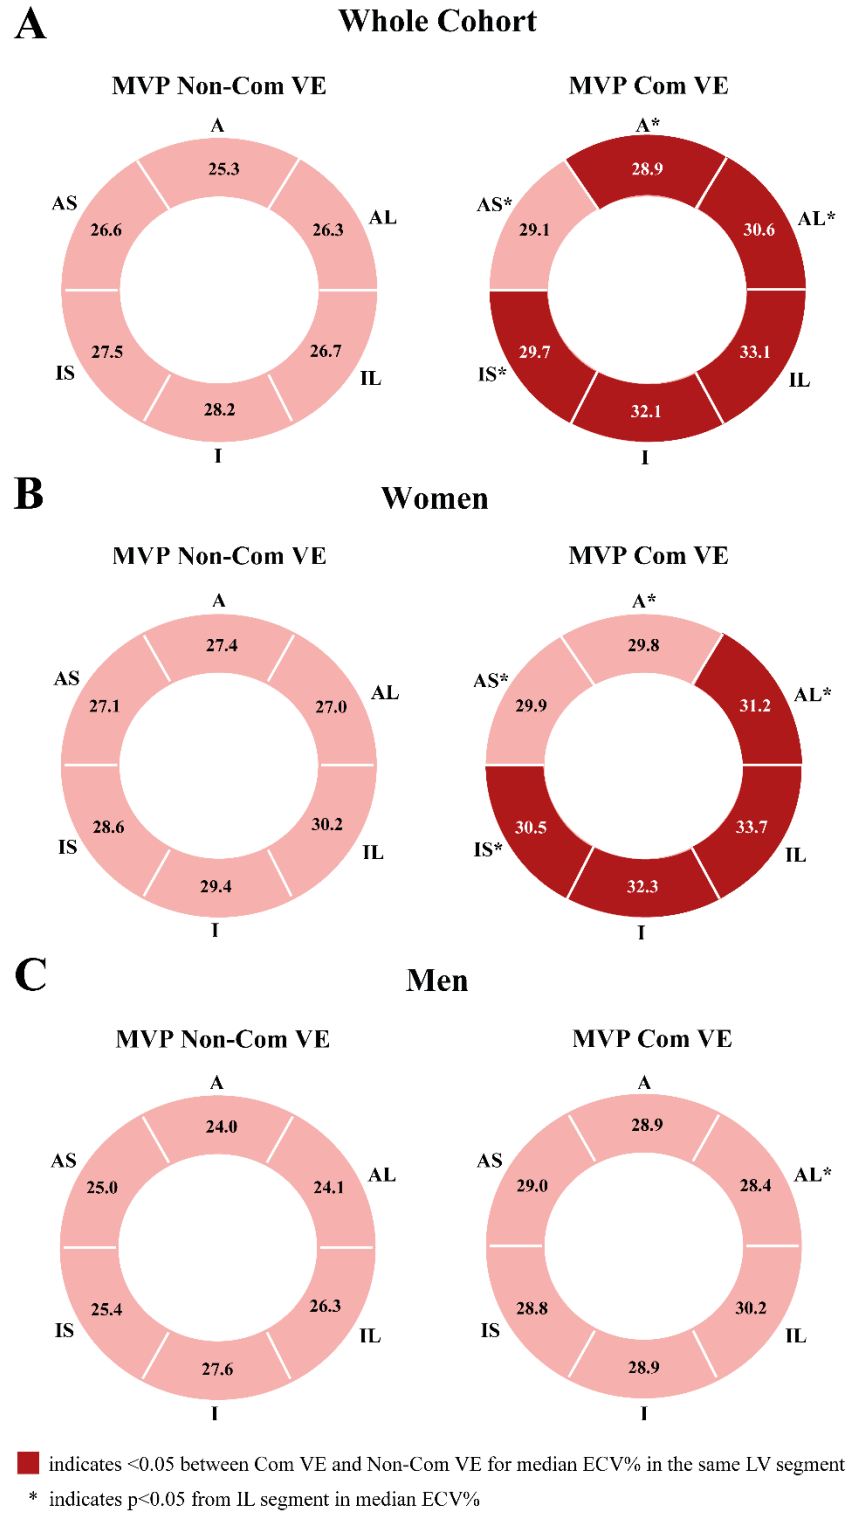 A
Whole Cohort
MVP Non-Com VE
MVP Com VE
A
25.3
AS
26.6
AL
26.3
IS
27.5
IL
26.7
28.2
I
A*
28.9
AS*
29.1
AL*
30.6
IS*
29.7
IL
33.1
32.1
I
B
Women
MVP Non-Com VE
MVP Com VE
A
27.4
AS
27.1
AL
27.0
IS
28.6
IL
30.2
29.4
I
A*
29.8
AS*
29.9
AL*
31.2
IS*
30.5
IL
33.7
32.3
I
C
Men
MVP Non-Com VE
MVP Com VE
A
24.0
AS
25.0
AL
24.1
IS
25.4
IL
26.3
27.6
I
A
28.9
AS
29.0
AL*
28.4
IS
28.8
IL
30.2
28.9
I
indicates <0.05 between Com VE and Non-Com VE for median ECV% in the same LV segment
* indicates p<0.05 from IL segment in median ECV%